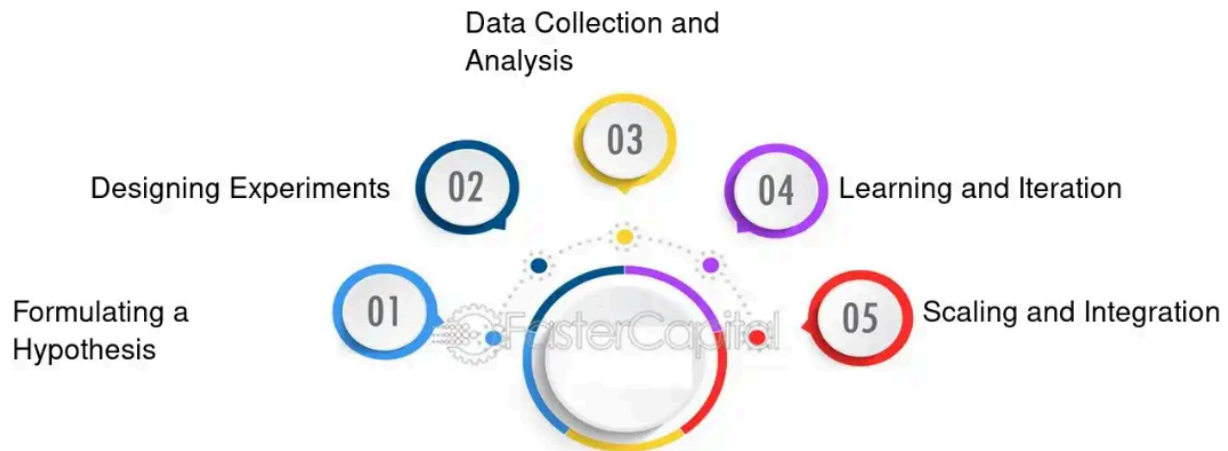 Data Collection and
Analysis
03
Designing Experiments
02
04
Learning and Iteration
Formulating a
Hypothesis
01
FasterCapital
05
Scaling and Integration